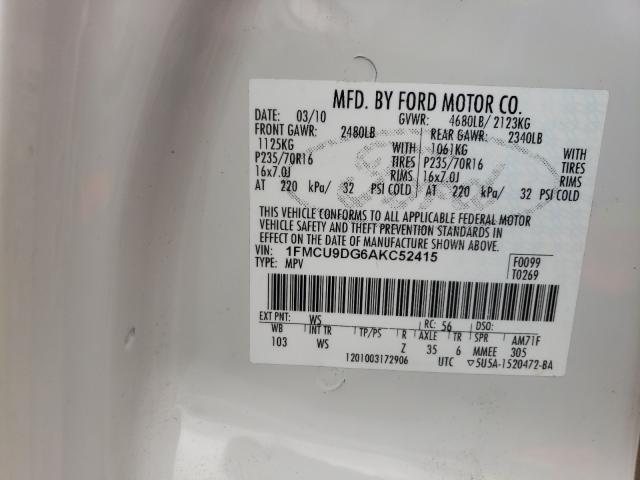 MFD. BY FORD MOTOR CO.
DATE: 03/10 GVWR: 4680LB/ 2123KG
FRONT GAWR: 2480LB REAR GAWR: 2340LB
1125KG WITH 1061KG WITH
P235/70R16 TIRES P235/70R16 TIRES
16x7.0J RIMS 16x7.0J RIMS
AT 220 kPa/ 32 PSI COLD AT 220 kPa/ 32 PSI COLD
THIS VEHICLE CONFORMS TO ALL APPLICABLE FEDERAL MOTOR
VEHICLE SAFETY AND THEFT PREVENTION STANDARDS IN
EFFECT ON THE DATE OF MANUFACTURE SHOWN ABOVE.
VIN: 1FMCU9DG6AKC52415 F0099
TYPE: MPV T0269
Ford
EXT PNT: WS RC: 56 DSO:
WB INT TR TP/PS R AXLE TR SPR AM71F
103 WS Z 35 6 MMEE 305
1201003172906 UTC ▽5U5A-1520472-BA